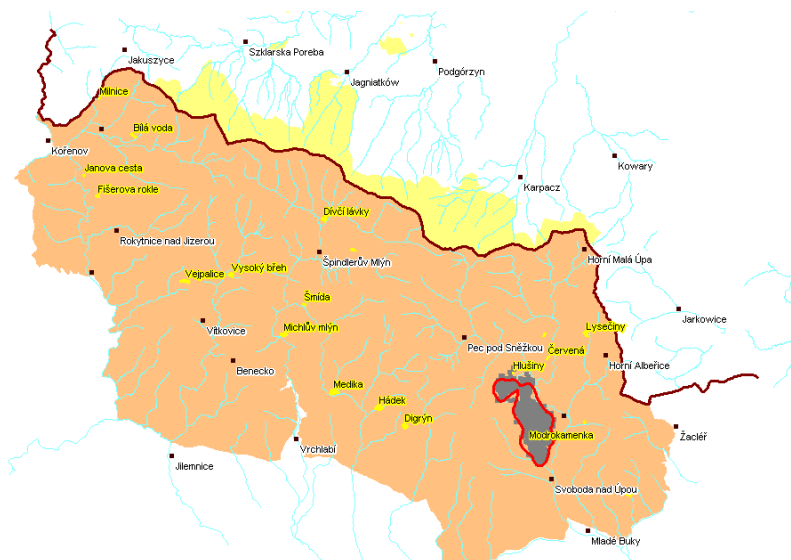 Szklarska Poreba
Jakuszyce
Podgórzyn
Jagniatków
Milnice
Bílá voda
Kořenov
Kowary
Janova cesta
Karpacz
Fišerova rokle
Dívčí lávky
Rokytnice nad Jizerou
Horní Malá Úpa
Špindlerův Mlýn
Vysoký břeh
Vejpalice
Šmída
Jarkowice
Vítkovice
Michlův mlýn
Lysečiny
Pec pod Sněžkou
Červená
Horní Albeřice
Benecko
Hlušiny
Medika
Hádek
Digrýn
Modrokamenka
Žacléř
Vrchlabí
Jilemnice
Svoboda nad Úpou
Mladé Buky